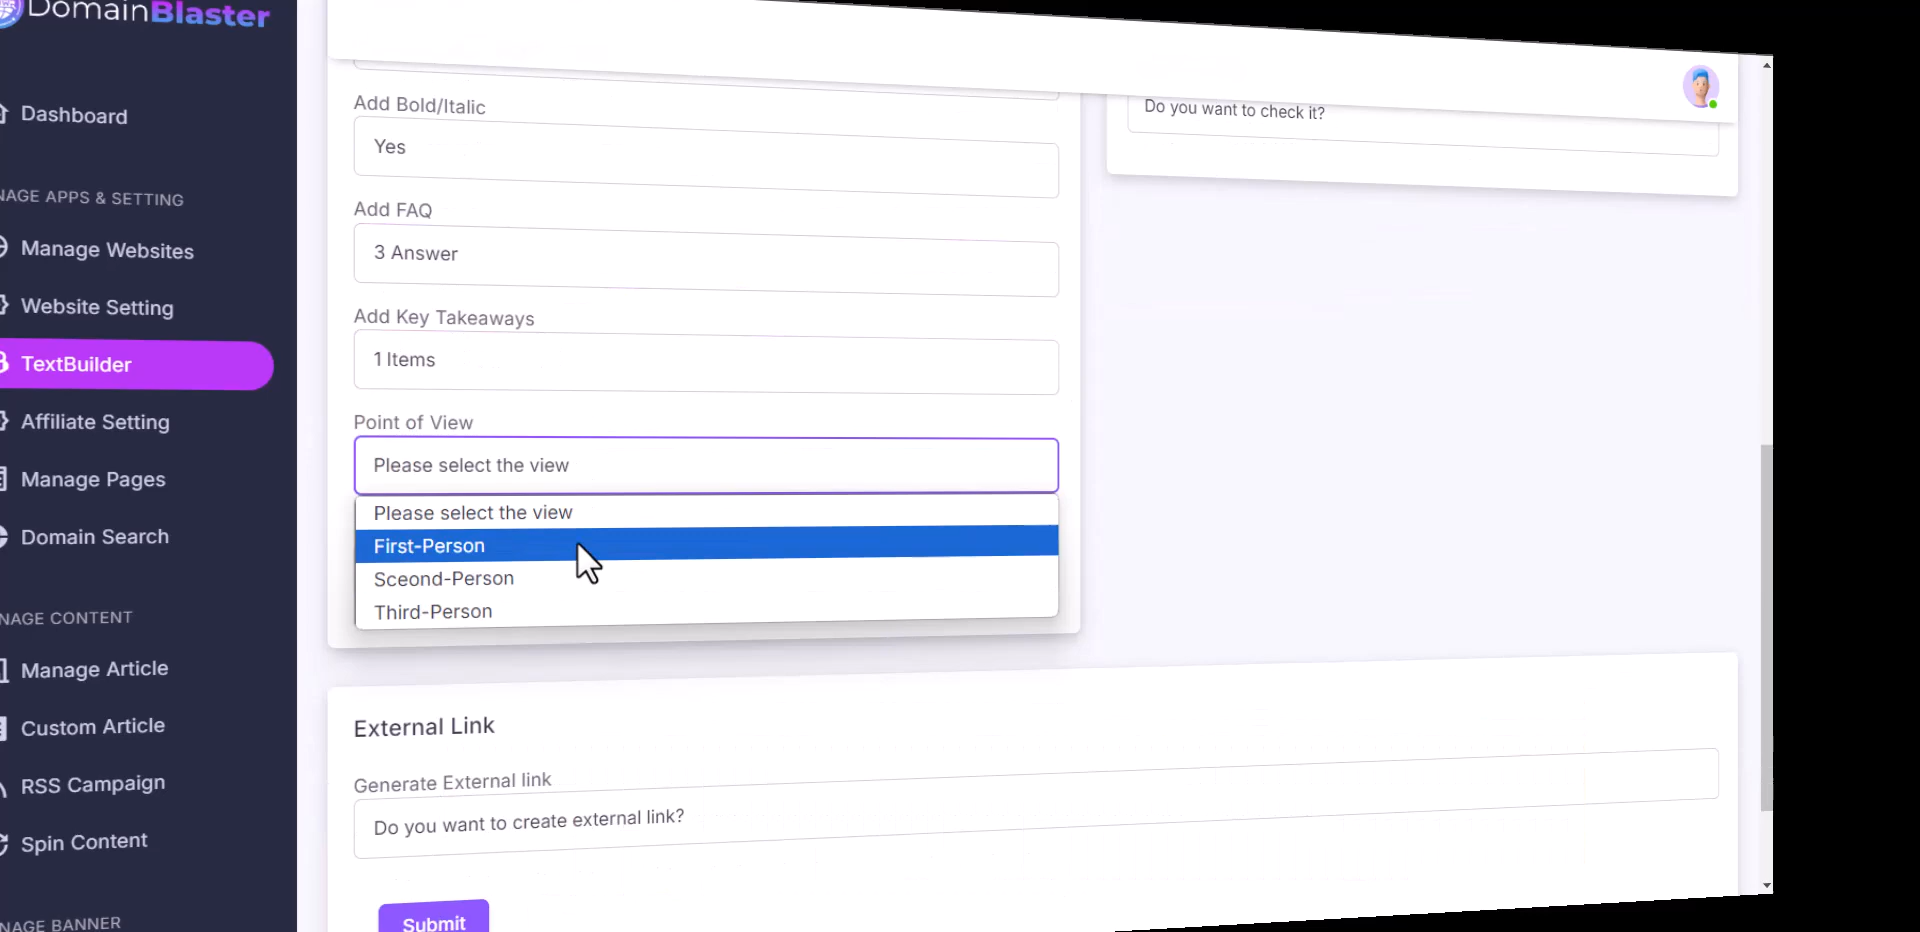 DomainBlaster
Dashboard
NAGE APPS & SETTING
Manage Websites
Website Setting
TextBuilder
Affiliate Setting
Manage Pages
Domain Search
NAGE CONTENT
Manage Article
Custom Article
RSS Campaign
Spin Content
NAGE BANNER
Add Bold/Italic
Yes
Add FAQ
3 Answer
Add Key Takeaways
1 Items
Point of View
Please select the view
Please select the view
First-Person
Sceond-Person
Third-Person
Do you want to check it?
External Link
Generate External link
Do you want to create external link?
Submit